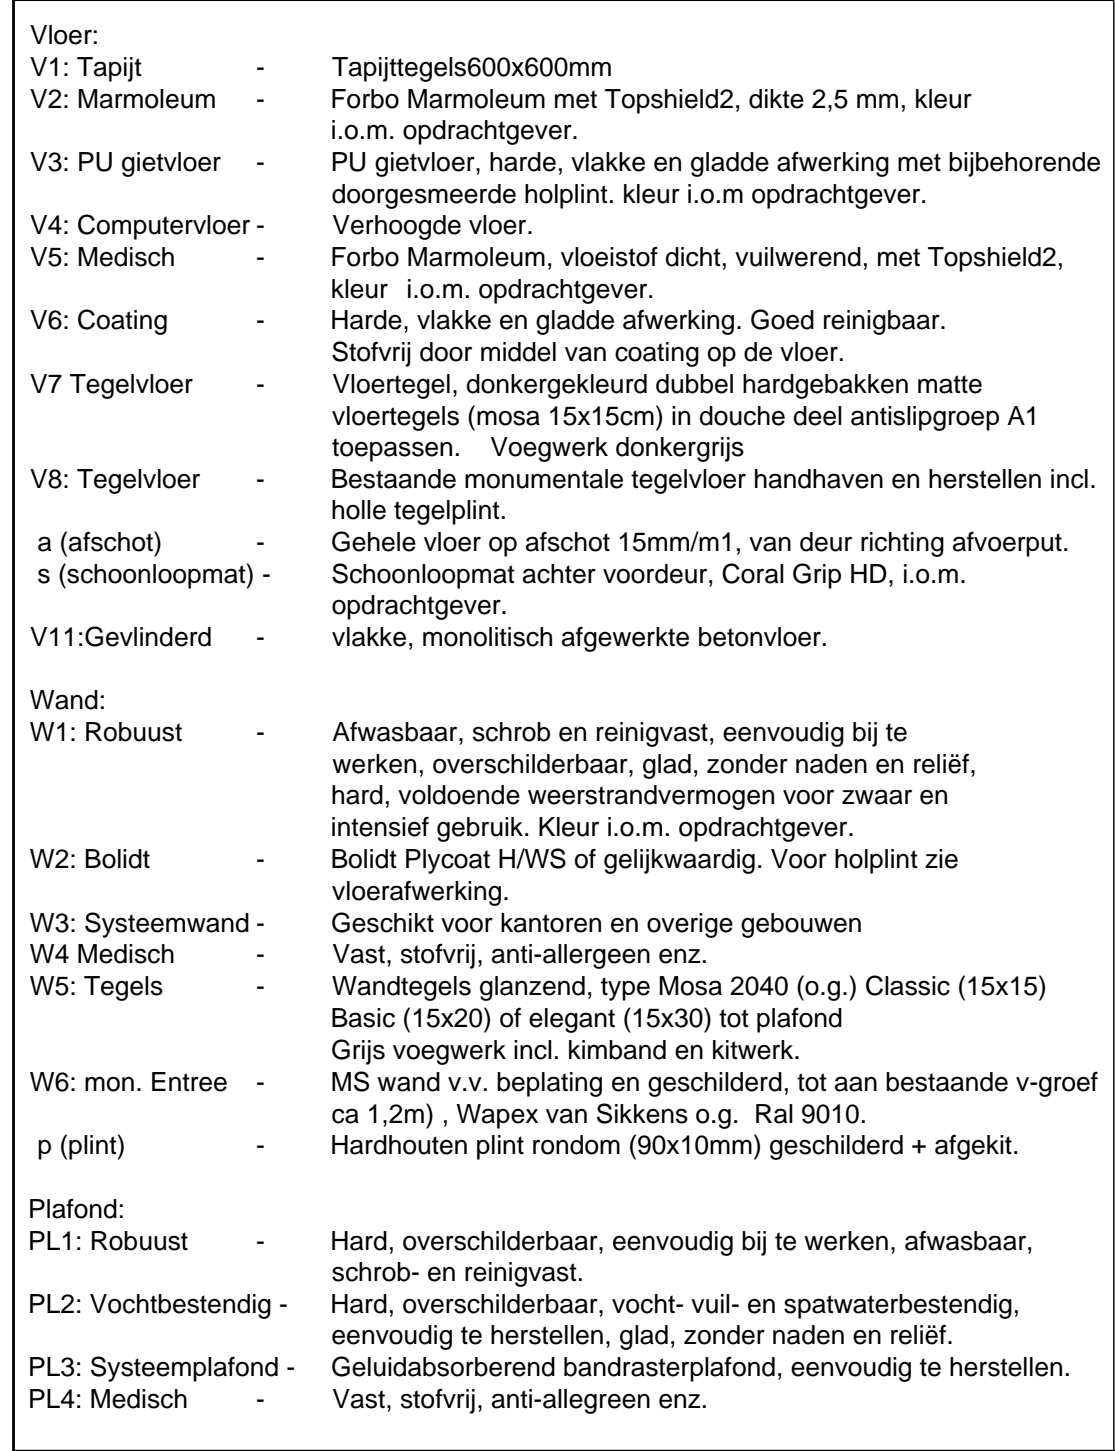 Vloer:
V1: Tapijt - Tapijttegels600x600mm
V2: Marmoleum - Forbo Marmoleum met Topshield2, dikte 2,5 mm, kleur
i.o.m. opdrachtgever.
V3: PU gietvloer - PU gietvloer, harde, vlakke en gladde afwerking met bijbehorende
doorgesmeerde holplint. kleur i.o.m opdrachtgever.
V4: Computervloer - Verhoogde vloer.
V5: Medisch - Forbo Marmoleum, vloeistof dicht, vuilwerend, met Topshield2,
kleur i.o.m. opdrachtgever.
V6: Coating - Harde, vlakke en gladde afwerking. Goed reinigbaar.
Stofvrij door middel van coating op de vloer.
V7 Tegelvloer - Vloertegel, donkergekleurd dubbel hardgebakken matte
vloertegels (mosa 15x15cm) in douche deel antislipgroep A1
toepassen. Voegwerk donkergrijs
V8: Tegelvloer - Bestaande monumentale tegelvloer handhaven en herstellen incl.
holle tegelplint.
a (afschot) - Gehele vloer op afschot 15mm/m1, van deur richting afvoerput.
s (schoonloopmat) - Schoonloopmat achter voordeur, Coral Grip HD, i.o.m.
opdrachtgever.
V11:Gevlinderd - vlakke, monolitisch afgewerkte betonvloer.
Wand:
W1: Robuust - Afwasbaar, schrob en reinigvast, eenvoudig bij te
werken, overschilderbaar, glad, zonder naden en reliëf,
hard, voldoende weerstrandvermogen voor zwaar en
intensief gebruik. Kleur i.o.m. opdrachtgever.
W2: Bolidt - Bolidt Plycoat H/WS of gelijkwaardig. Voor holplint zie
vloerafwerking.
W3: Systeemwand - Geschikt voor kantoren en overige gebouwen
W4 Medisch - Vast, stofvrij, anti-allergeen enz.
W5: Tegels - Wandtegels glanzend, type Mosa 2040 (o.g.) Classic (15x15)
Basic (15x20) of elegant (15x30) tot plafond
Grijs voegwerk incl. kimband en kitwerk.
W6: mon. Entree - MS wand v.v. beplating en geschilderd, tot aan bestaande v-groef
ca 1,2m) , Wapex van Sikkens o.g. Ral 9010.
p (plint) - Hardhouten plint rondom (90x10mm) geschilderd + afgekit.
Plafond:
PL1: Robuust - Hard, overschilderbaar, eenvoudig bij te werken, afwasbaar,
schrob- en reinigvast.
PL2: Vochtbestendig - Hard, overschilderbaar, vocht- vuil- en spatwaterbestendig,
eenvoudig te herstellen, glad, zonder naden en reliëf.
PL3: Systeemplafond - Geluidabsorberend bandrasterplafond, eenvoudig te herstellen.
PL4: Medisch - Vast, stofvrij, anti-allegreen enz.